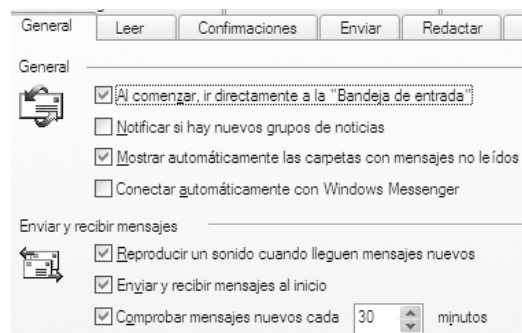 General Leer Confirmaciones Enviar Redactar
General
Al comenzar, ir directamente a la "Bandeja de entrada"
Notificar si hay nuevos grupos de noticias
Mostrar automáticamente las carpetas con mensajes no leídos
Conectar automáticamente con Windows Messenger
Enviar y recibir mensajes
Reproducir un sonido cuando lleguen mensajes nuevos
Enviar y recibir mensajes al inicio
Comprobar mensajes nuevos cada 30 minutos